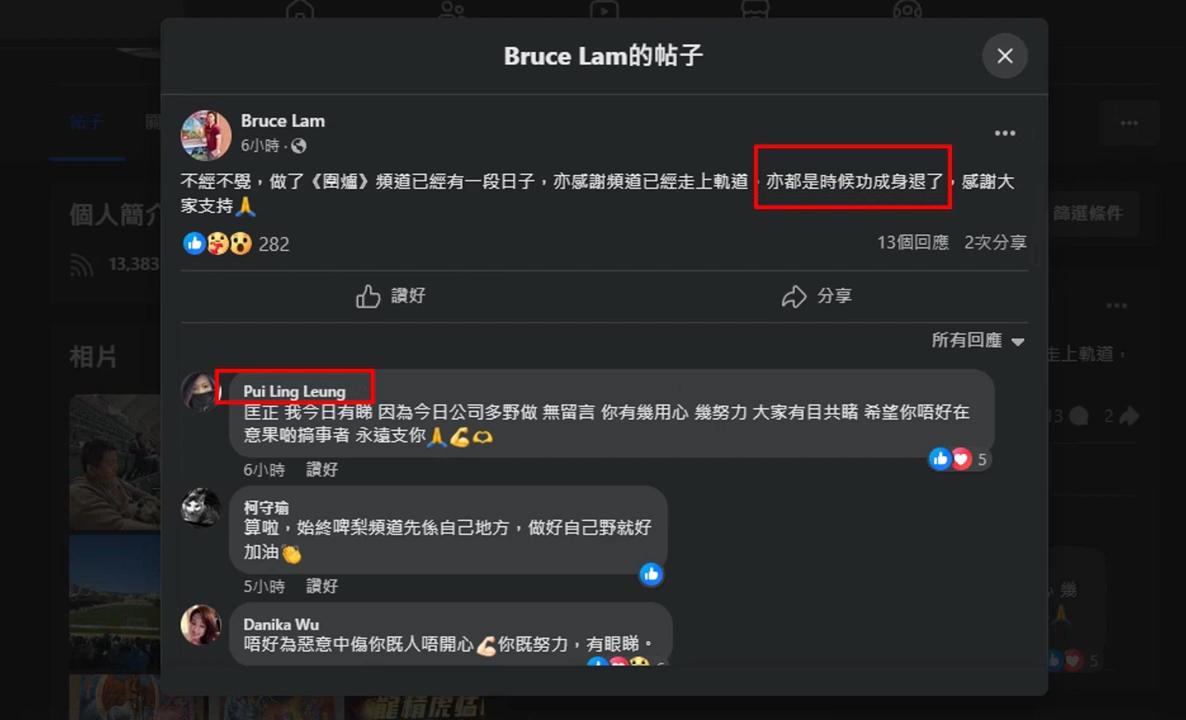 Bruce Lam的帖子
Bruce Lam
6小時
不經不覺，做了《圍爐》頻道已經有一段日子，亦感謝頻道已經走上軌道，亦都是時候功成身退了，感謝大
家支持🙏
282
13個回應 2次分享
讚好 分享
所有回應
Pui Ling Leung
匡正 我今日有睇 因為今日公司多野做 無留言 你有幾用心 幾努力 大家有目共睹 希望你唔好在
意果啲搞事者 永遠支你🙏💪🫶
5
6小時 讚好
柯守瑜
算啦，始終啤梨頻道先係自己地方，做好自己野就好
加油👏
5小時 讚好
Danika Wu
唔好為惡意中傷你既人唔開心💪你既努力，有眼睇。
帖子
個人簡介
13,383
相片
篩選條件
走上軌道，
2
幾
5